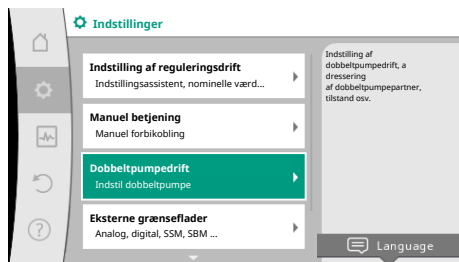 Indstillinger
Indstilling af reguleringsdrift
Indstillingsassistent, nominelle værd...
Manuel betjening
Manuel forbikobling
Dobbeltpumpedrift
Indstil dobbeltpumpe
Eksterne grænseflader
Analog, digital, SSM, SBM ...
Indstilling af
dobbeltpumpedrift, a
dressering
af dobbeltpumpepartner,
tilstand osv.
Language